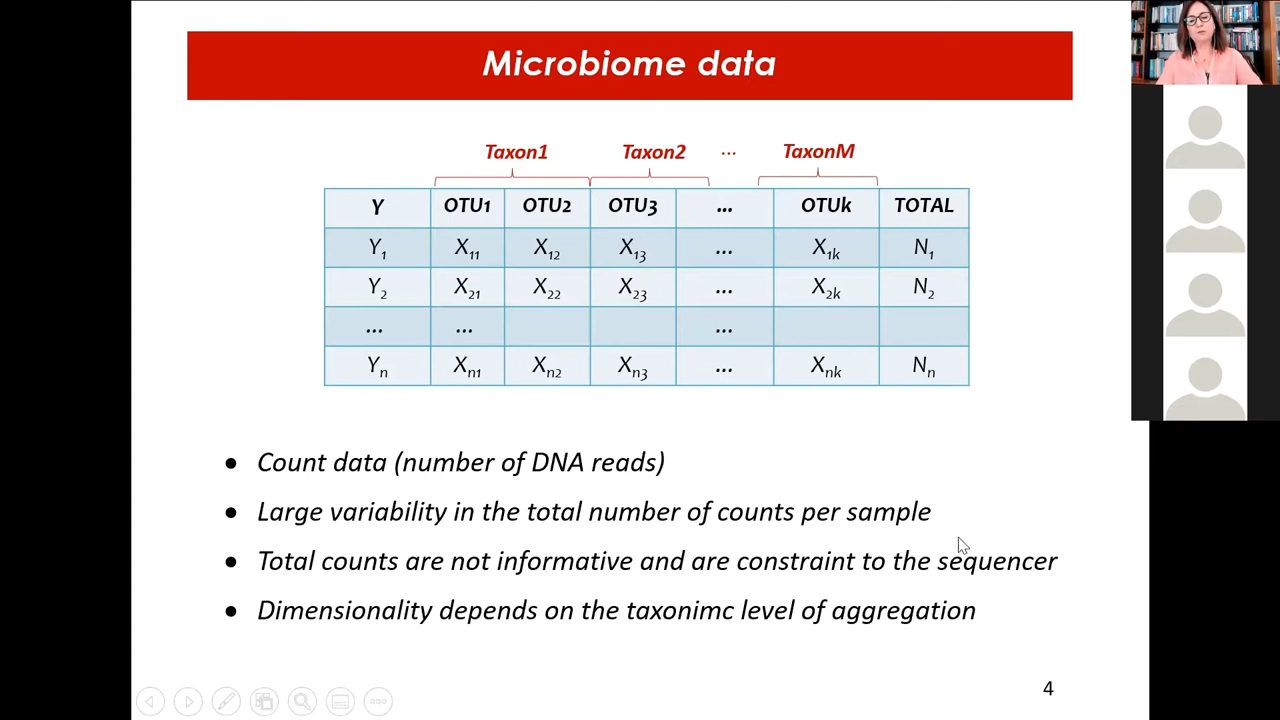 Microbiome data
Taxon1 Taxon2 ... TaxonM
Y OTU1 OTU2 OTU3 ... OTUk TOTAL
Y1 X11 X12 X13 ... X1k N1
Y2 X21 X22 X23 ... X2k N2
... ... ...
Yn Xn1 Xn2 Xn3 ... Xnk Nn
• Count data (number of DNA reads)
• Large variability in the total number of counts per sample
• Total counts are not informative and are constraint to the sequencer
• Dimensionality depends on the taxonimc level of aggregation
4